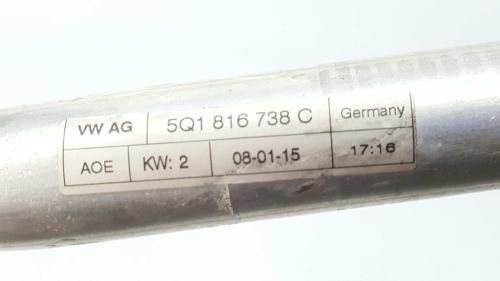 VW AG 5Q1 816 738 C Germany
AOE KW: 2 08-01-15 17:16